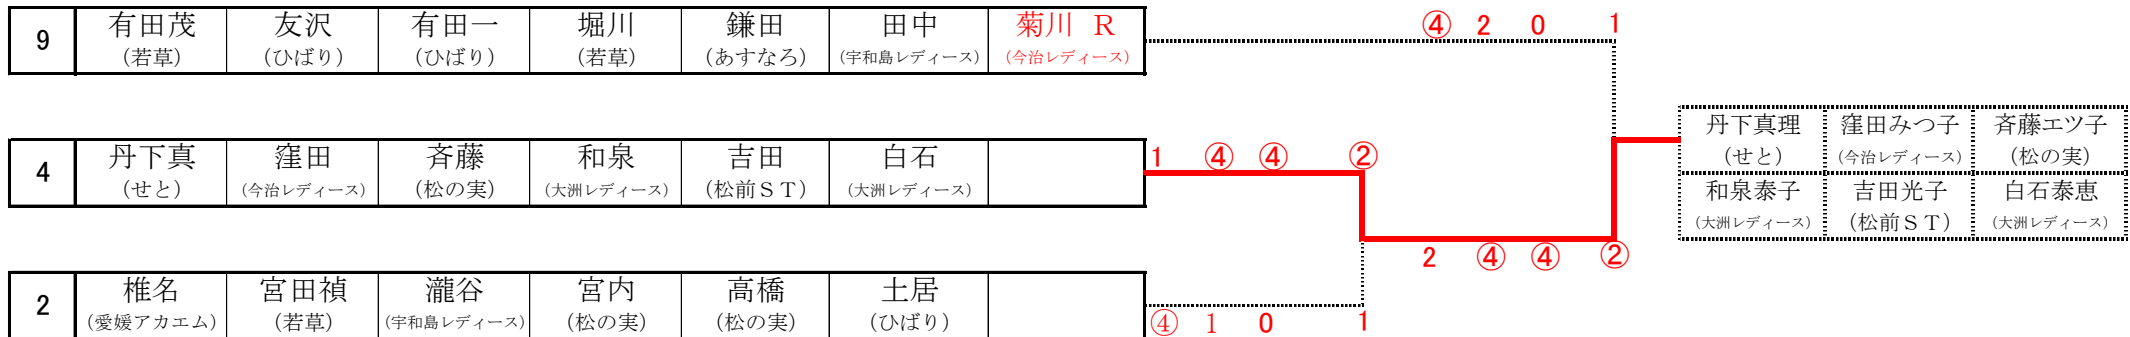 9 有田茂 友沢 有田一 堀川 鎌田 田中 菊川 R ④ 2 0 1
(若草) (ひばり) (ひばり) (若草) (あすなろ) (宇和島レディース) (今治レディース)
丹下真理 窪田みつ子 斉藤エツ子
(せと) (今治レディース) (松の実)
和泉泰子 吉田光子 白石泰恵
(大洲レディース) (松前ST) (大洲レディース)
4 丹下真 窪田 斉藤 和泉 吉田 白石 1 ④ ④ ②
(せと) (今治レディース) (松の実) (大洲レディース) (松前ST) (大洲レディース)
2 ④ ④ ②
2 椎名 宮田禎 瀧谷 宮内 高橋 土居
(愛媛アカエム) (若草) (宇和島レディース) (松の実) (松の実) (ひばり) ④ 1 0 1